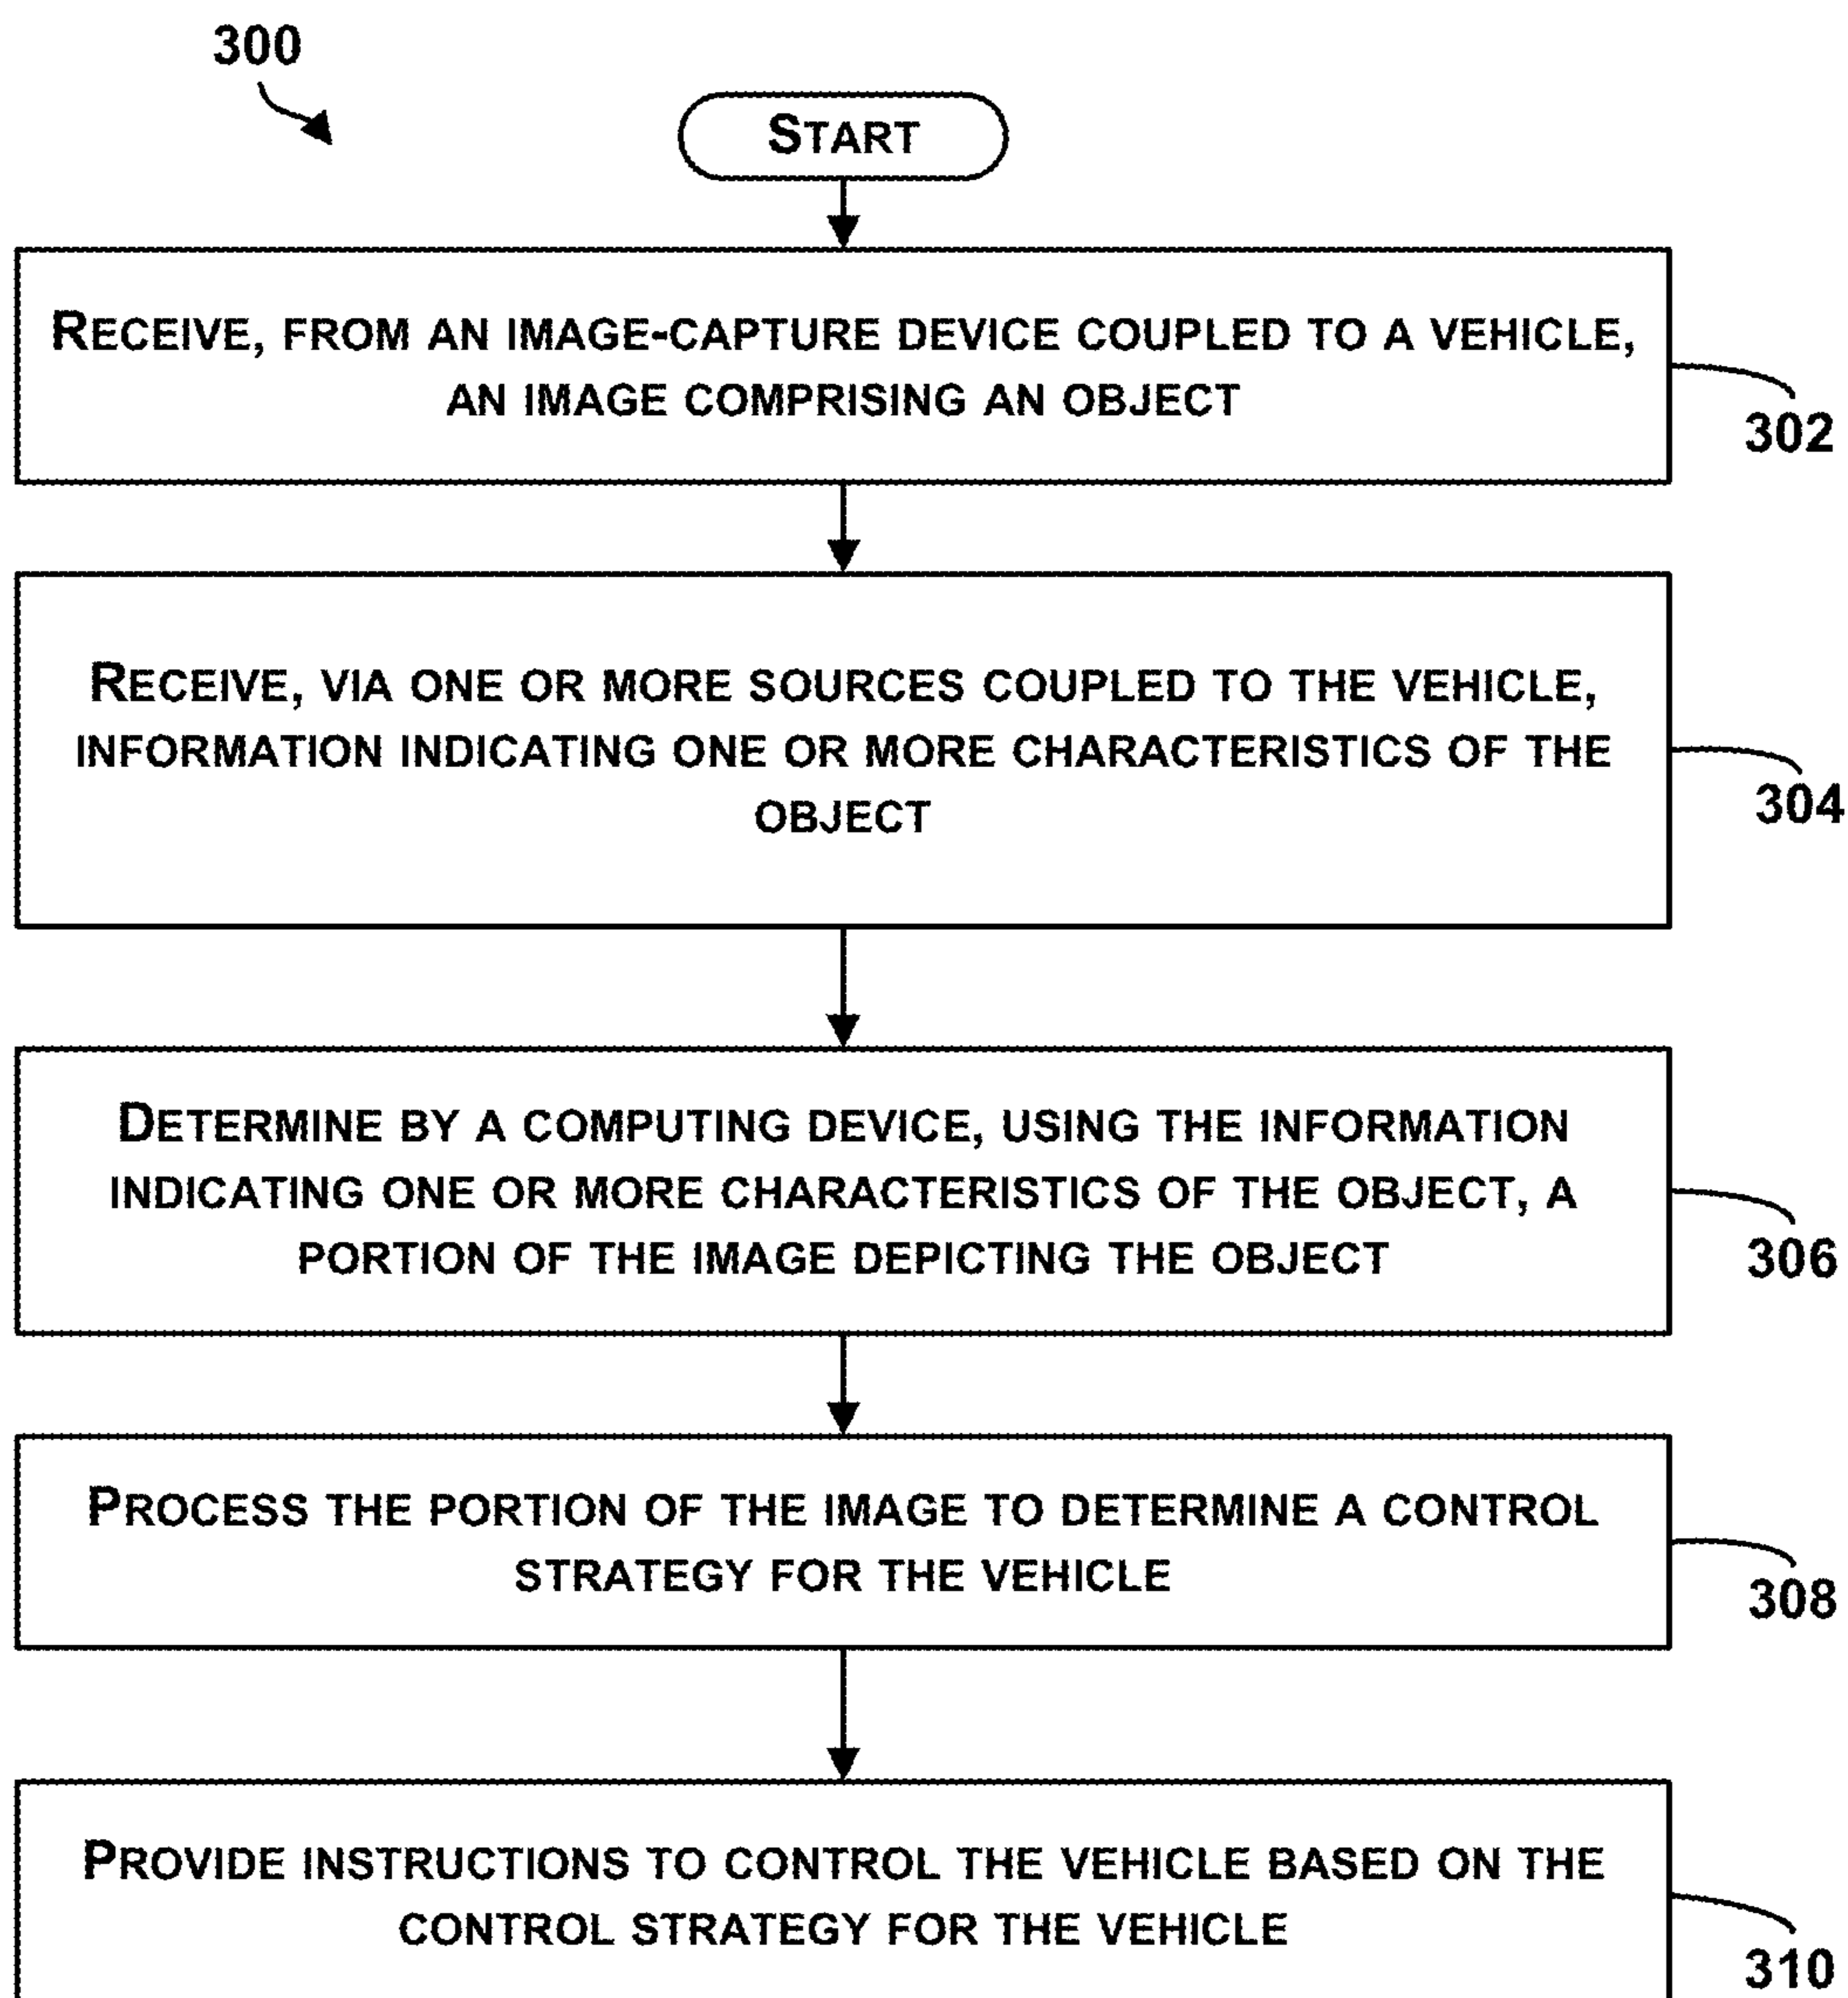 300
START
RECEIVE, FROM AN IMAGE-CAPTURE DEVICE COUPLED TO A VEHICLE,
AN IMAGE COMPRISING AN OBJECT
302
RECEIVE, VIA ONE OR MORE SOURCES COUPLED TO THE VEHICLE,
INFORMATION INDICATING ONE OR MORE CHARACTERISTICS OF THE
OBJECT
304
DETERMINE BY A COMPUTING DEVICE, USING THE INFORMATION
INDICATING ONE OR MORE CHARACTERISTICS OF THE OBJECT, A
PORTION OF THE IMAGE DEPICTING THE OBJECT
306
PROCESS THE PORTION OF THE IMAGE TO DETERMINE A CONTROL
STRATEGY FOR THE VEHICLE
308
PROVIDE INSTRUCTIONS TO CONTROL THE VEHICLE BASED ON THE
CONTROL STRATEGY FOR THE VEHICLE
310